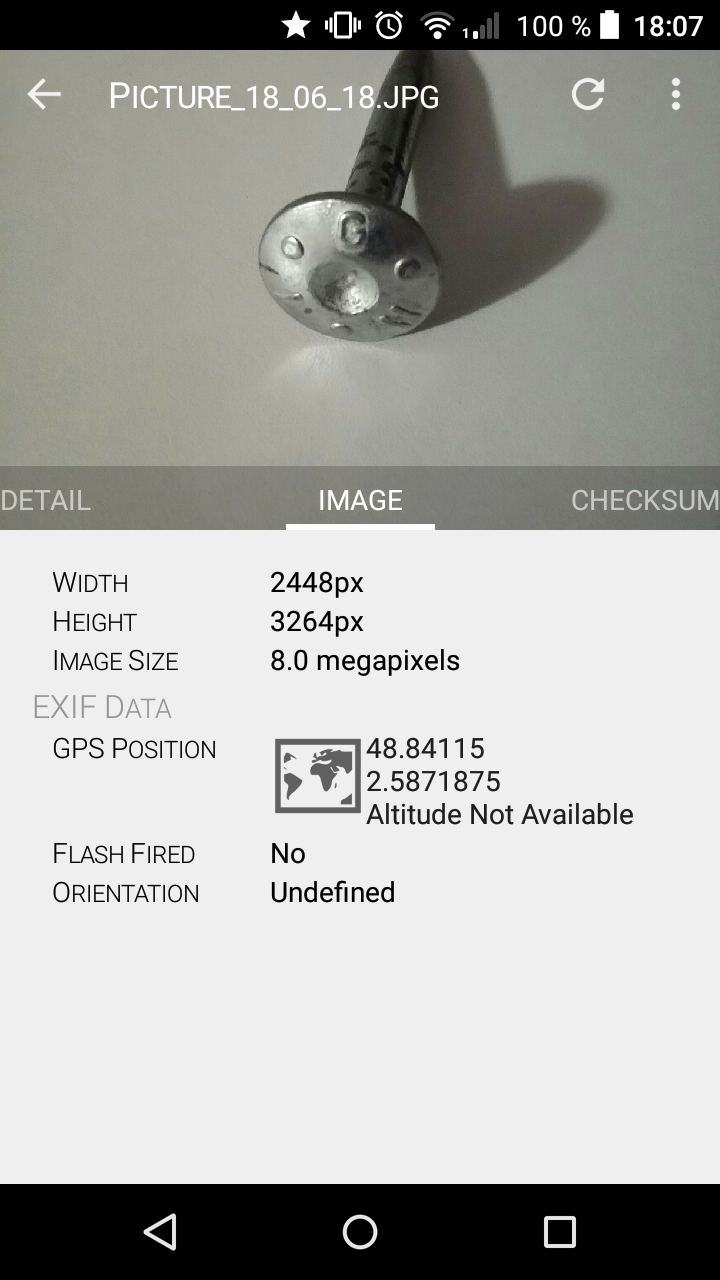 100 % 18:07
PICTURE_18_06_18.JPG
G
DETAIL IMAGE CHECKSUM
WIDTH 2448px
HEIGHT 3264px
IMAGE SIZE 8.0 megapixels
EXIF DATA
GPS POSITION 48.84115
2.5871875
Altitude Not Available
FLASH FIRED No
ORIENTATION Undefined